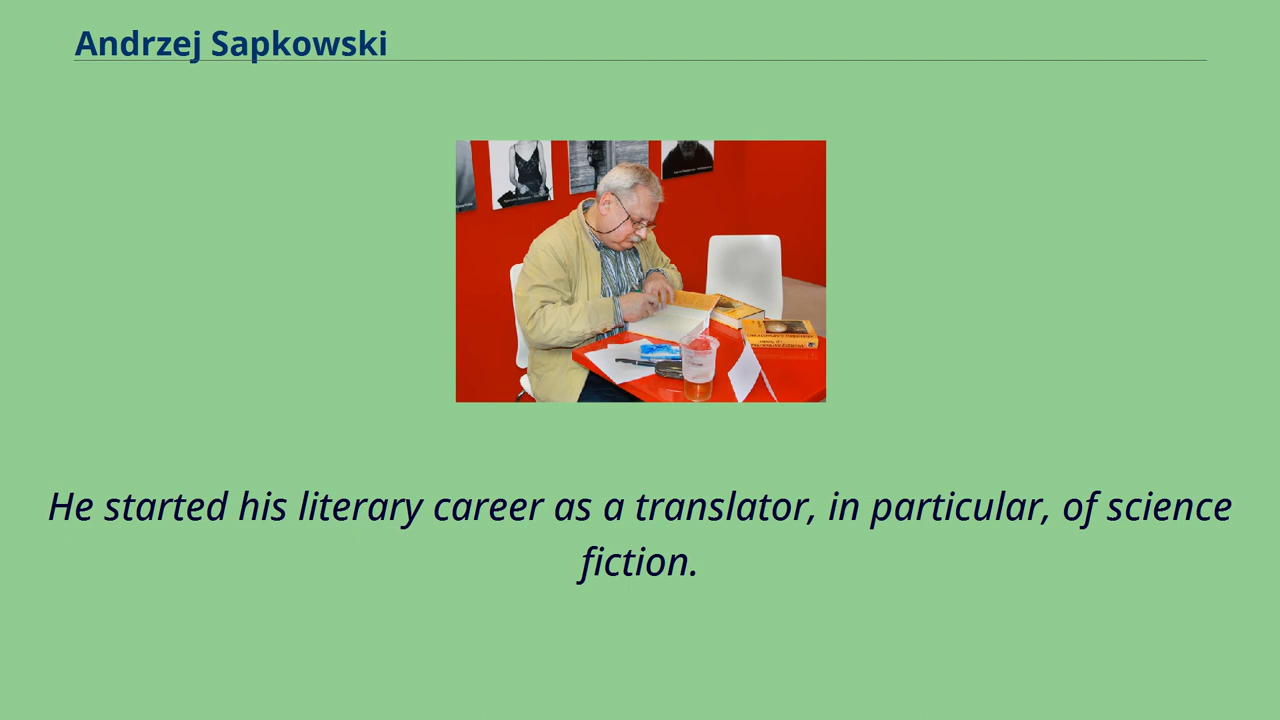 Andrzej Sapkowski
He started his literary career as a translator, in particular, of science
fiction.